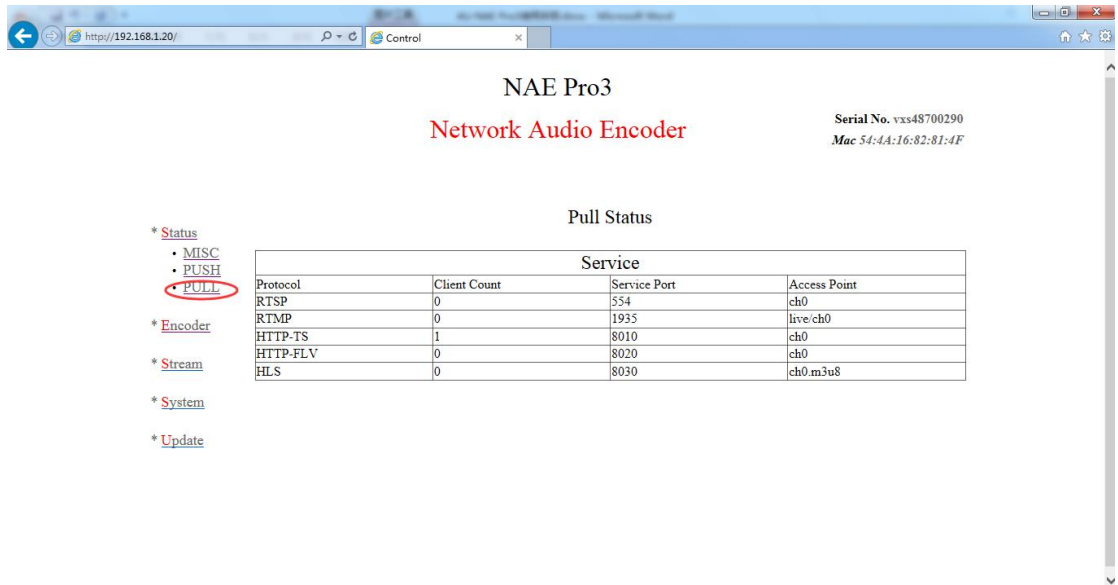 http://192.168.1.20/
Control
NAE Pro3
Network Audio Encoder
Serial No. vxs48700290
Mac 54:4A:16:82:81:4F
Pull Status
* Status
• MISC
• PUSH
• PULL
* Encoder
* Stream
* System
* Update
Service
Protocol Client Count Service Port Access Point
RTSP 0 554 ch0
RTMP 0 1935 live/ch0
HTTP-TS 1 8010 ch0
HTTP-FLV 0 8020 ch0
HLS 0 8030 ch0.m3u8